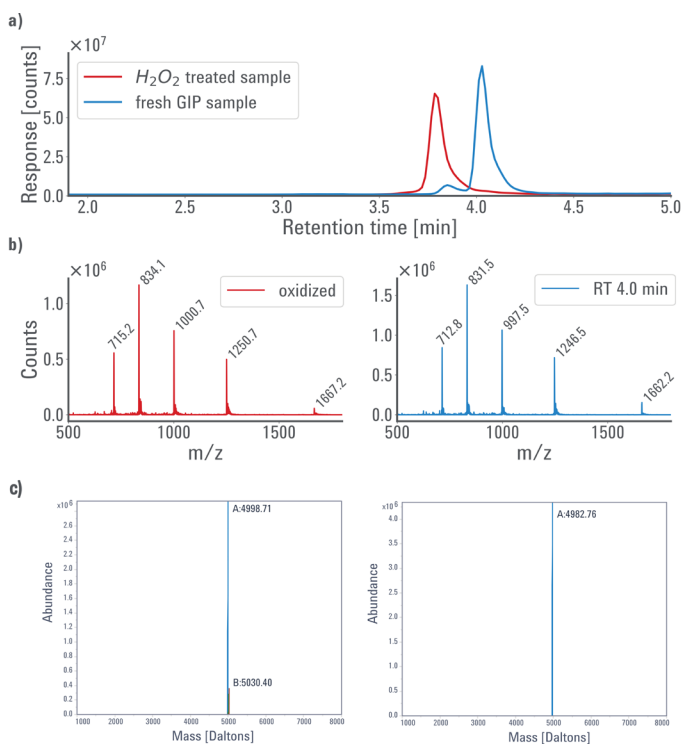 a)
×10⁷
H₂O₂ treated sample
fresh GIP sample
7.5
5.0
2.5
0.0
Response [counts]
2.0 2.5 3.0 3.5 4.0 4.5 5.0
Retention time [min]
b)
×10⁶
834.1
oxidized
1000.7
715.2
1250.7
1667.2
1.0
0.5
0.0
Counts
500 1000 1500
m/z
×10⁶
831.5
RT 4.0 min
997.5
712.8
1246.5
1662.2
1.5
1.0
0.5
0.0
500 1000 1500
m/z
c)
x10⁶
A:4998.71
2.6
2.4
2.2
2.0
1.8
1.6
1.4
1.2
1.0
0.8
0.6
0.4
0.2
0.0
B:5030.40
Abundance
1000 2000 3000 4000 5000 6000 7000 8000
Mass [Daltons]
x10⁶
A:4982.76
4.0
3.5
3.0
2.5
2.0
1.5
1.0
0.5
0.0
Abundance
1000 2000 3000 4000 5000 6000 7000 8000
Mass [Daltons]